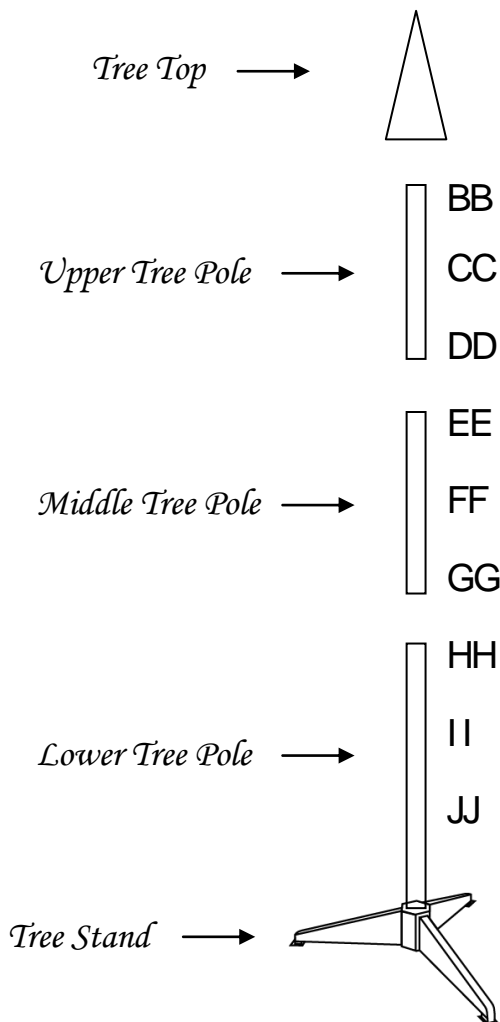 Tree Top
BB
Upper Tree Pole
CC
DD
EE
Middle Tree Pole
FF
GG
HH
Lower Tree Pole
II
JJ
Tree Stand